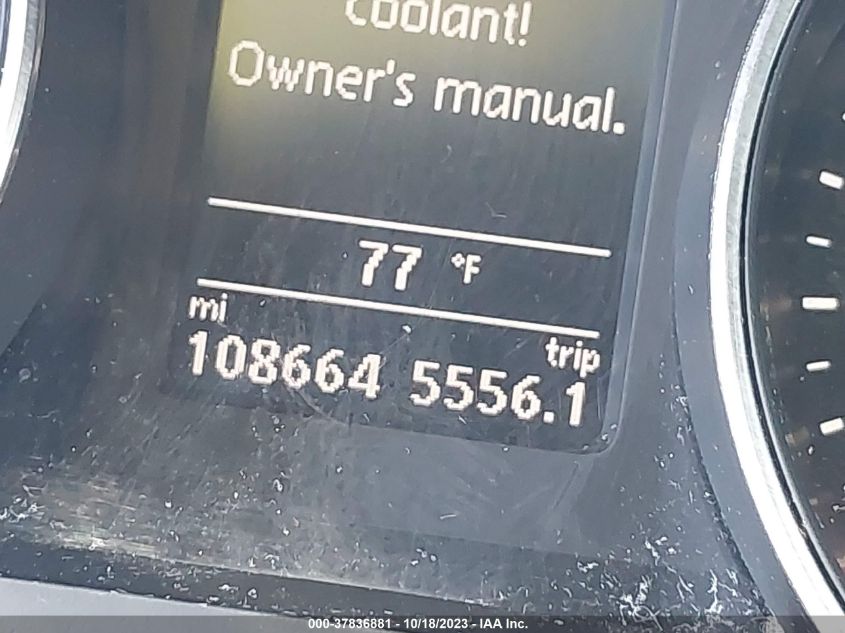 coolant!
Owner's manual.
77 °F
mi
trip
108664 5556.1
000-37836881 - 10/18/2023 - IAA Inc.